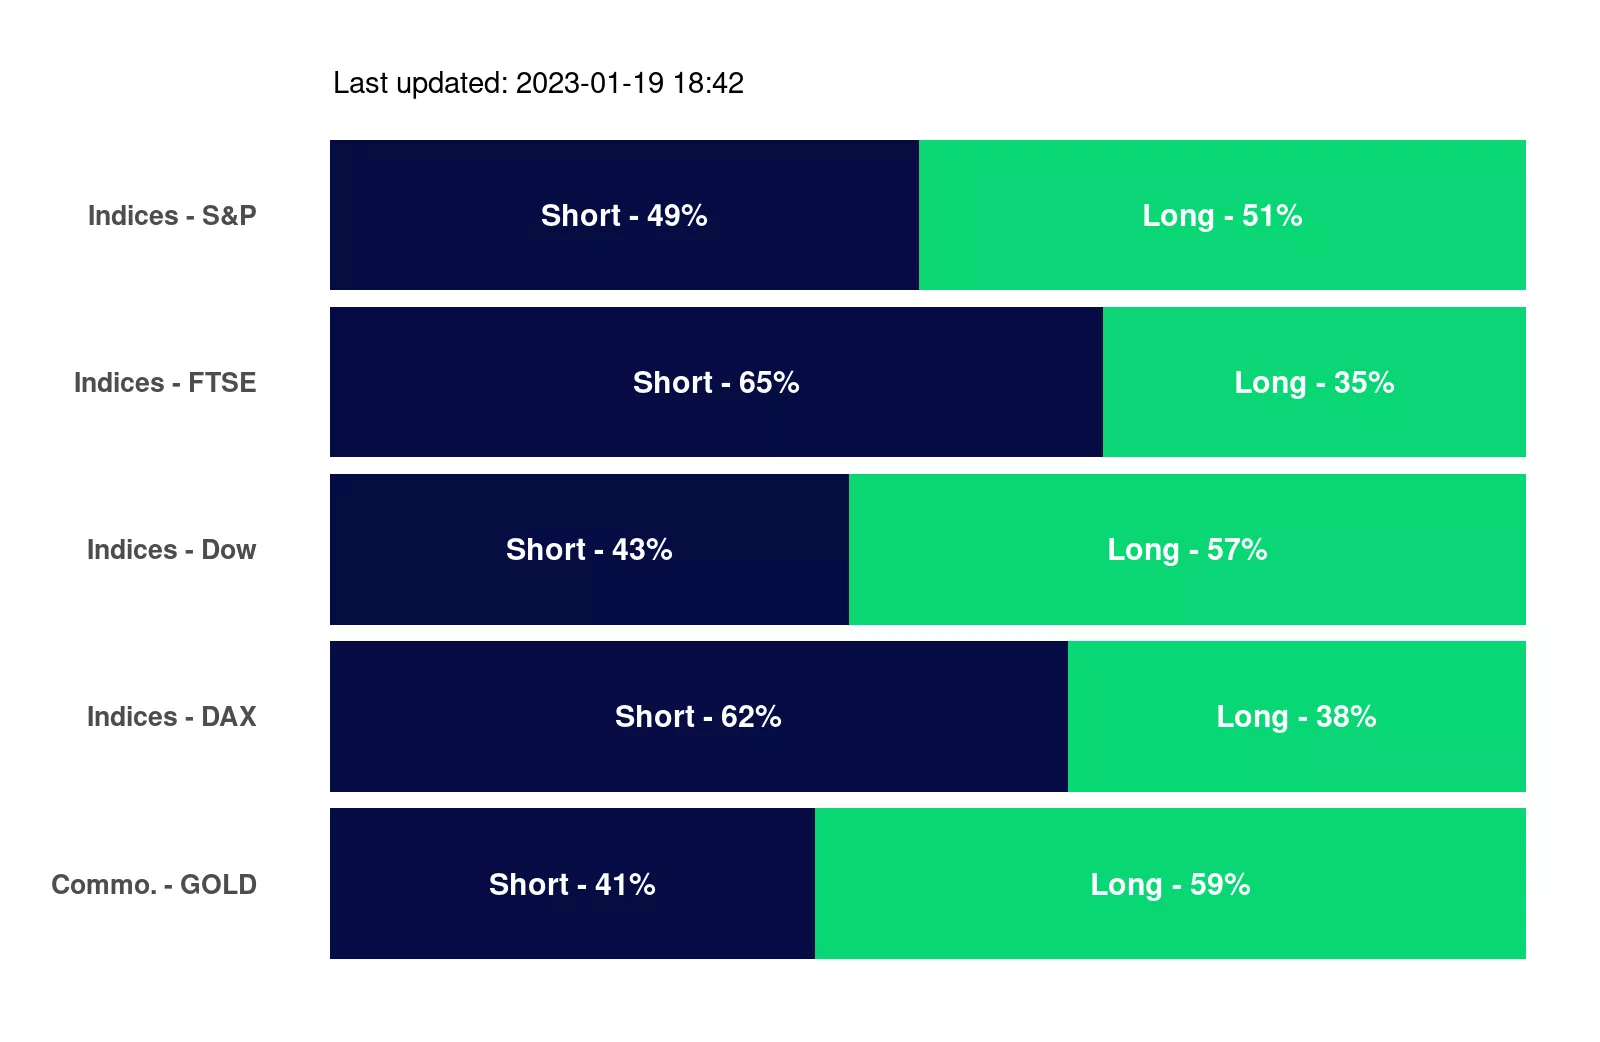 Last updated: 2023-01-19 18:42
Indices - S&P Short - 49% Long - 51%
Indices - FTSE Short - 65% Long - 35%
Indices - Dow Short - 43% Long - 57%
Indices - DAX Short - 62% Long - 38%
Commo. - GOLD Short - 41% Long - 59%